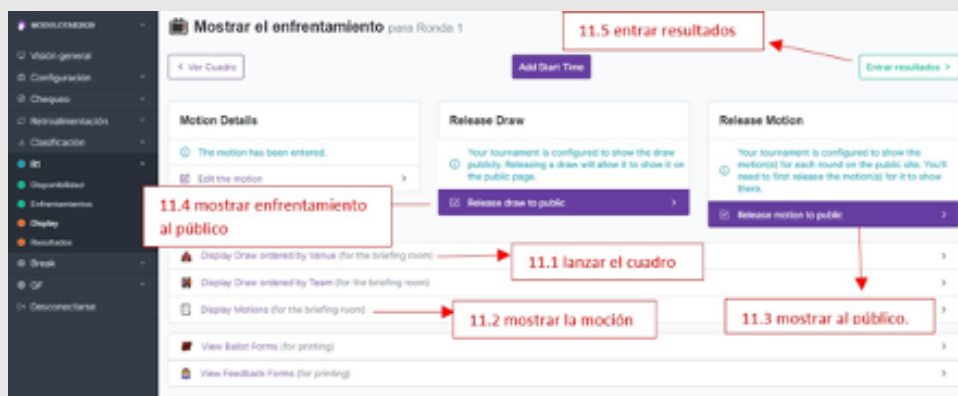 MODULOTAB2020
Visión general
Configuración
Chequeo
Retroalimentación
Clasificación
R1
Disponibilidad
Enfrentamientos
Display
Resultados
Break
GF
Desconectarse
Mostrar el enfrentamiento para Ronda 1
11.5 entrar resultados
< Ver Cuadro
Add Start Time
Entrar resultados >
Motion Details
The motion has been entered.
Edit the motion
Release Draw
Your tournament is configured to show the draw
publicly. Releasing a draw will allow it to show it on
the public page.
Release draw to public
Release Motion
Your tournament is configured to show the
motion(s) for each round on the public site. You'll
need to first release the motion(s) for it to show
there.
Release motion to public
11.4 mostrar enfrentamiento
al público
Display Draw ordered by Venue (for the briefing room)
11.1 lanzar el cuadro
Display Draw ordered by Team (for the briefing room)
Display Motions (for the briefing room)
11.2 mostrar la moción
11.3 mostrar al público.
View Ballot Forms (for printing)
View Feedback Forms (for printing)